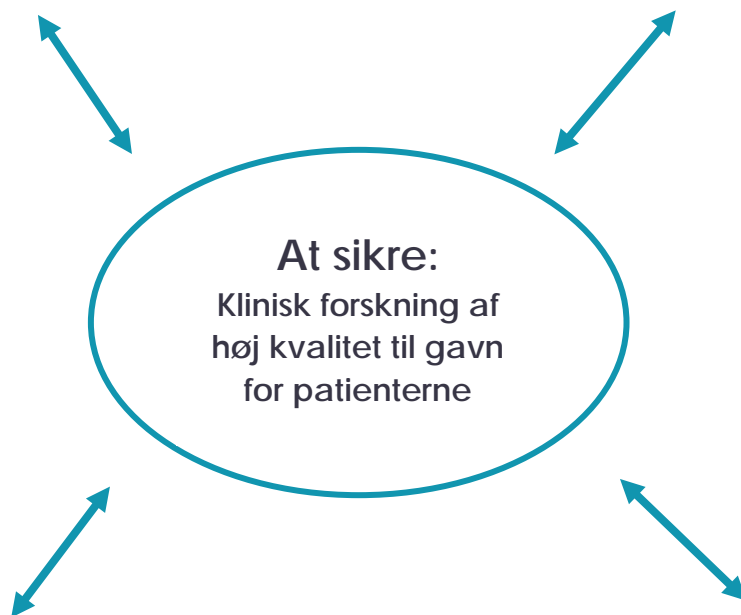 At sikre:
Klinisk forskning af
høj kvalitet til gavn
for patienterne